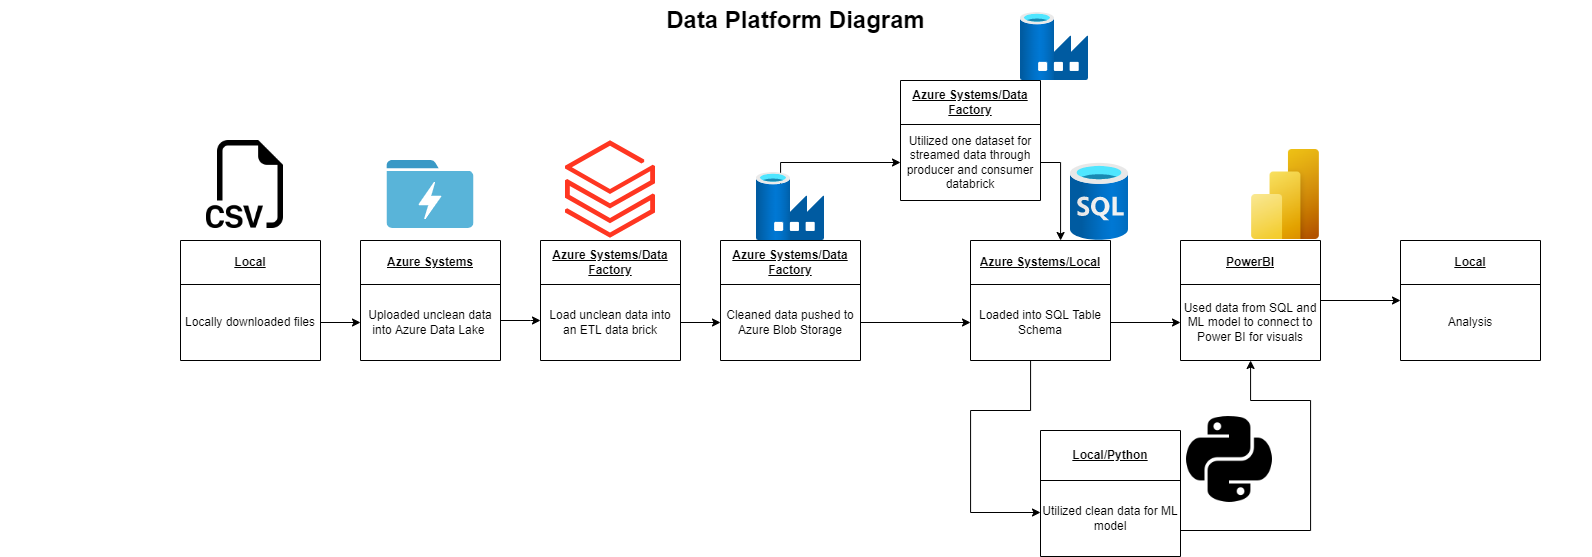 Data Platform Diagram
Azure Systems/Data
Factory
Utilized one dataset for
streamed data through
producer and consumer
databrick
CSV
SQL
Local
Locally downloaded files
Azure Systems
Uploaded unclean data
into Azure Data Lake
Azure Systems/Data
Factory
Load unclean data into
an ETL data brick
Azure Systems/Data
Factory
Cleaned data pushed to
Azure Blob Storage
Azure Systems/Local
Loaded into SQL Table
Schema
PowerBI
Used data from SQL and
ML model to connect to
Power BI for visuals
Local
Analysis
Local/Python
Utilized clean data for ML
model